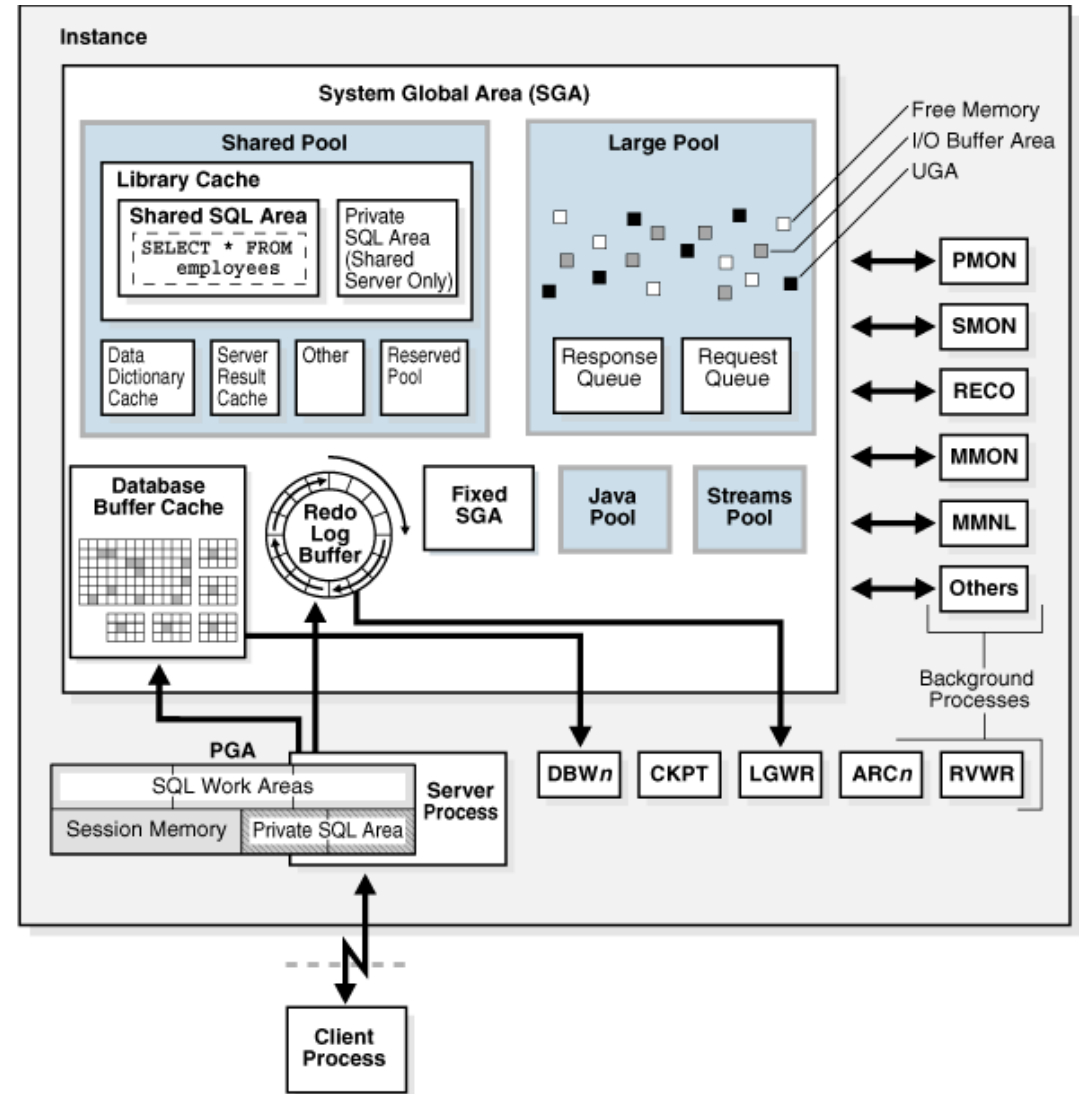 Instance
System Global Area (SGA)
Shared Pool
Library Cache
Shared SQL Area
SELECT * FROM
employees
Private
SQL Area
(Shared
Server Only)
Data
Dictionary
Cache
Server
Result
Cache
Other
Reserved
Pool
Large Pool
Response
Queue
Request
Queue
Free Memory
I/O Buffer Area
UGA
Database
Buffer Cache
Redo
Log
Buffer
Fixed
SGA
Java
Pool
Streams
Pool
PMON
SMON
RECO
MMON
MMNL
Others
Background
Processes
PGA
SQL Work Areas
Session Memory
Private SQL Area
Server
Process
DBWn
CKPT
LGWR
ARCn
RVWR
Client
Process